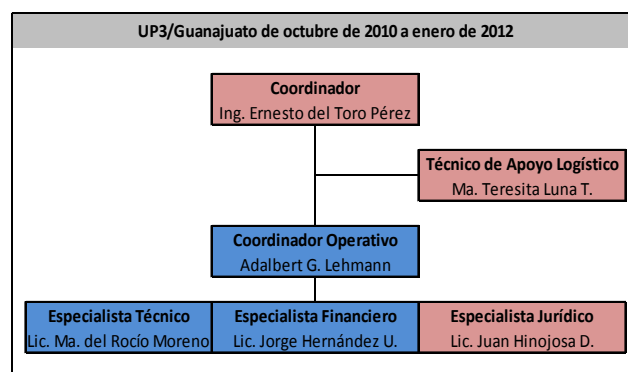 UP3/Guanajuato de octubre de 2010 a enero de 2012
Coordinador
Ing. Ernesto del Toro Pérez
Técnico de Apoyo Logístico
Ma. Teresita Luna T.
Coordinador Operativo
Adalbert G. Lehmann
Especialista Técnico
Lic. Ma. del Rocío Moreno
Especialista Financiero
Lic. Jorge Hernández U.
Especialista Jurídico
Lic. Juan Hinojosa D.